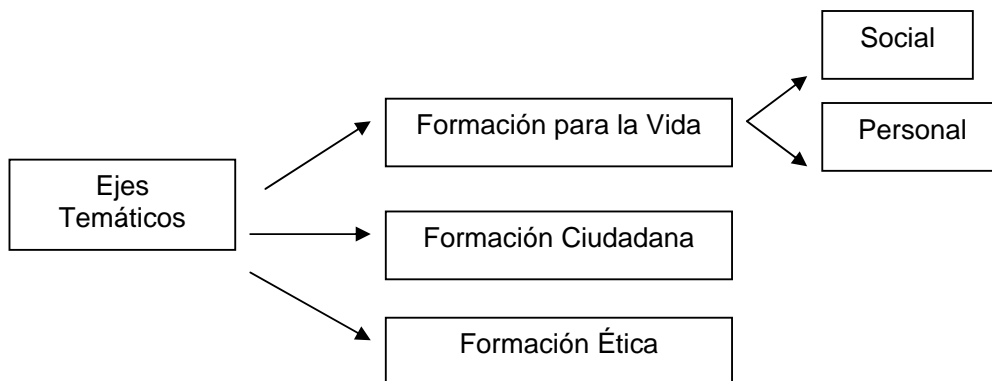 Ejes
Temáticos
Formación para la Vida
Social
Personal
Formación Ciudadana
Formación Ética